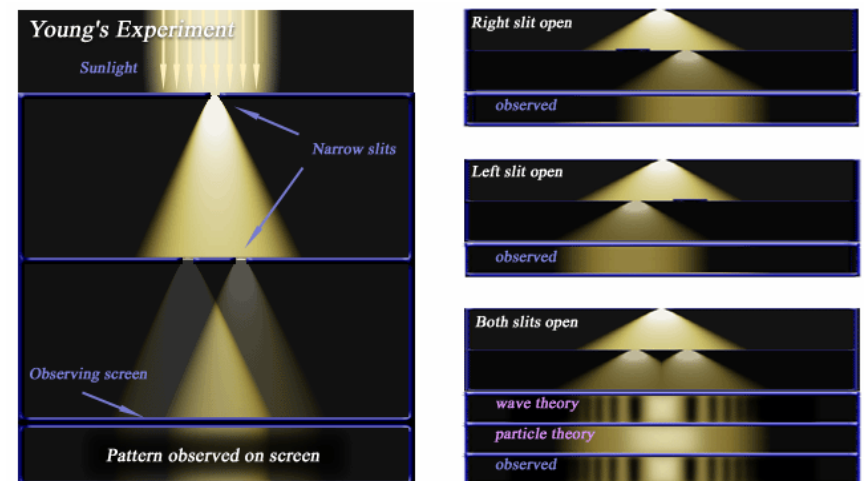 Young's Experiment
Sunlight
Narrow slits
Observing screen
Pattern observed on screen
Right slit open
observed
Left slit open
observed
Both slits open
wave theory
particle theory
observed